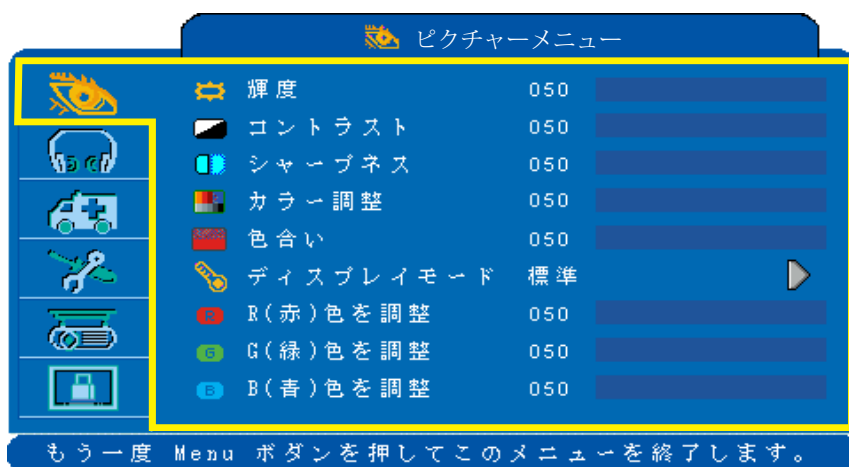 ピクチャーメニュー
輝度 050
コントラスト 050
シャープネス 050
カラー調整 050
色合い 050
ディスプレイモード 標準
R R(赤)色を調整 050
G G(緑)色を調整 050
B B(青)色を調整 050
もう一度 Menu ボダンを押してこのメニューを終了します。